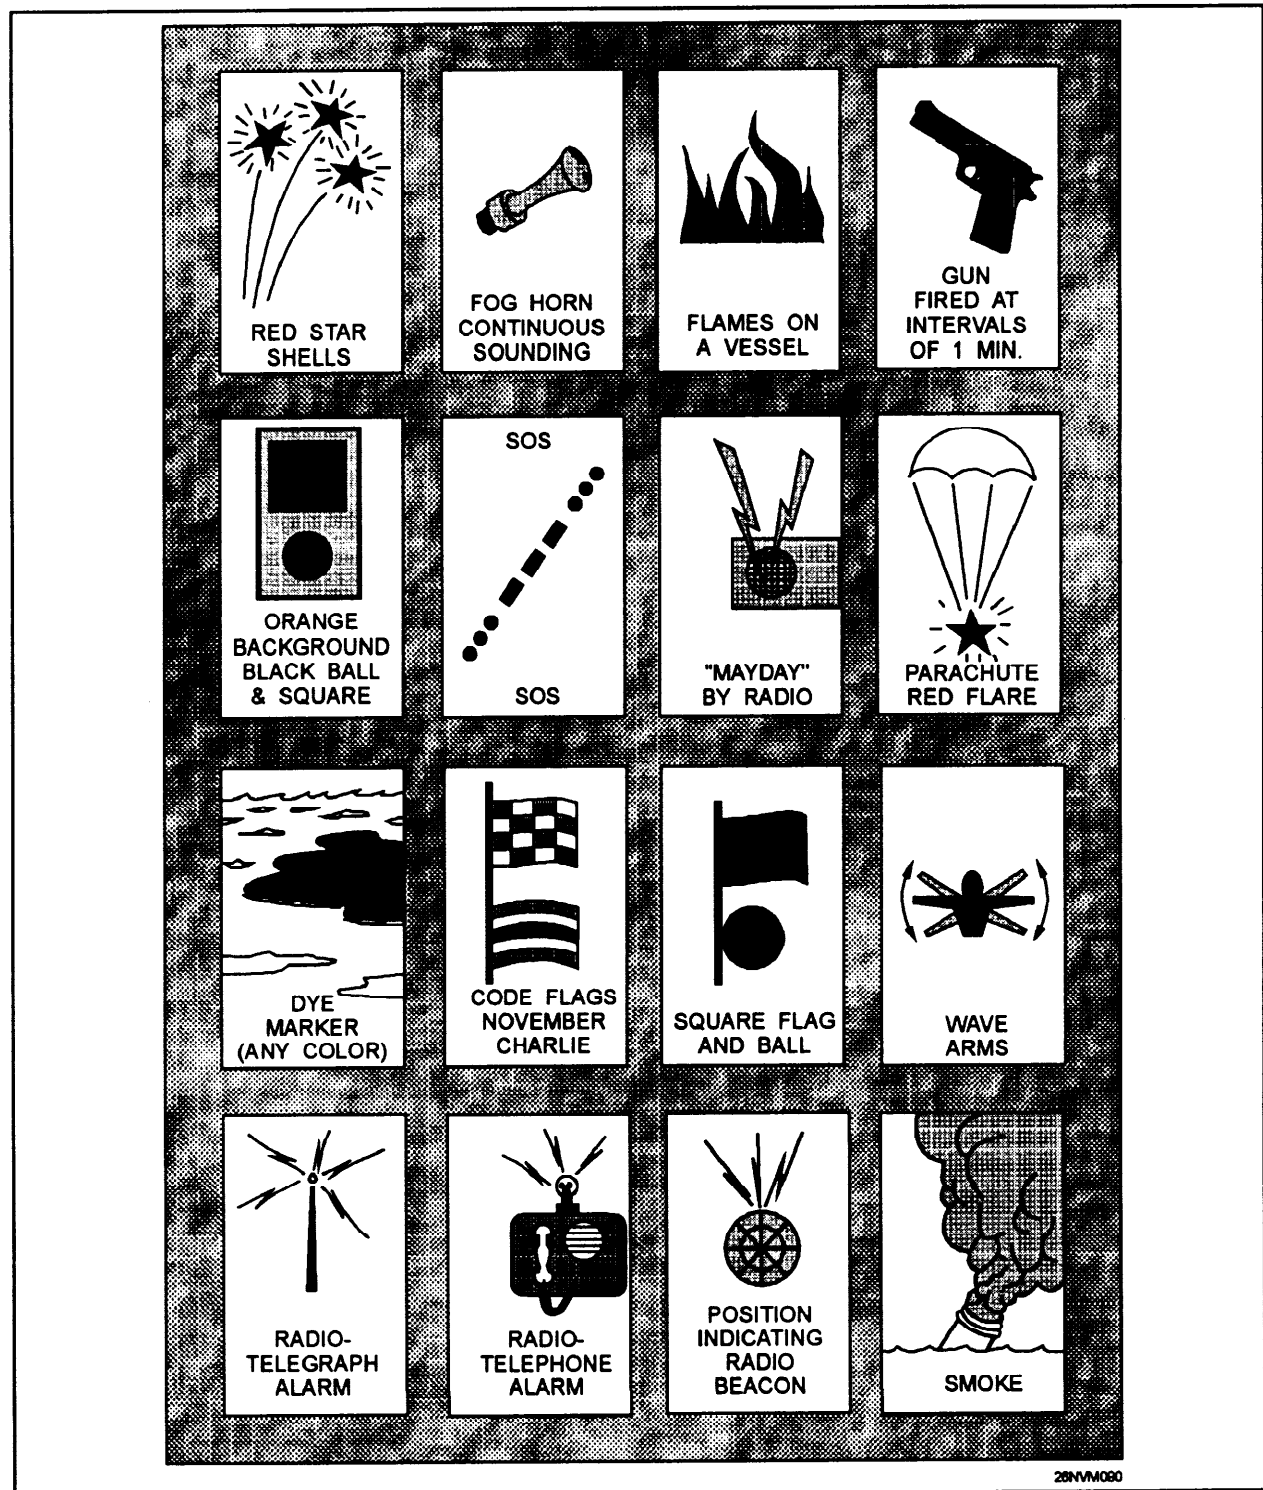 RED STAR
SHELLS
FOG HORN
CONTINUOUS
SOUNDING
FLAMES ON
A VESSEL
GUN
FIRED AT
INTERVALS
OF 1 MIN.
ORANGE
BACKGROUND
BLACK BALL
& SQUARE
SOS
SOS
"MAYDAY"
BY RADIO
PARACHUTE
RED FLARE
DYE
MARKER
(ANY COLOR)
CODE FLAGS
NOVEMBER
CHARLIE
SQUARE FLAG
AND BALL
WAVE
ARMS
RADIO-
TELEGRAPH
ALARM
RADIO-
TELEPHONE
ALARM
POSITION
INDICATING
RADIO
BEACON
SMOKE
26NVM090